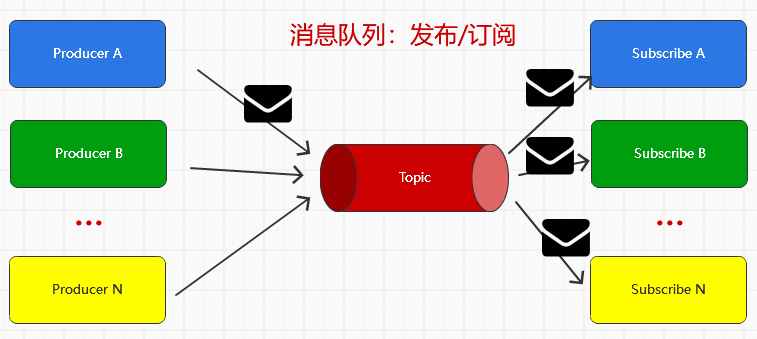 消息队列：发布/订阅
Producer A
Subscribe A
Producer B
Topic
Subscribe B
...
...
Producer N
Subscribe N